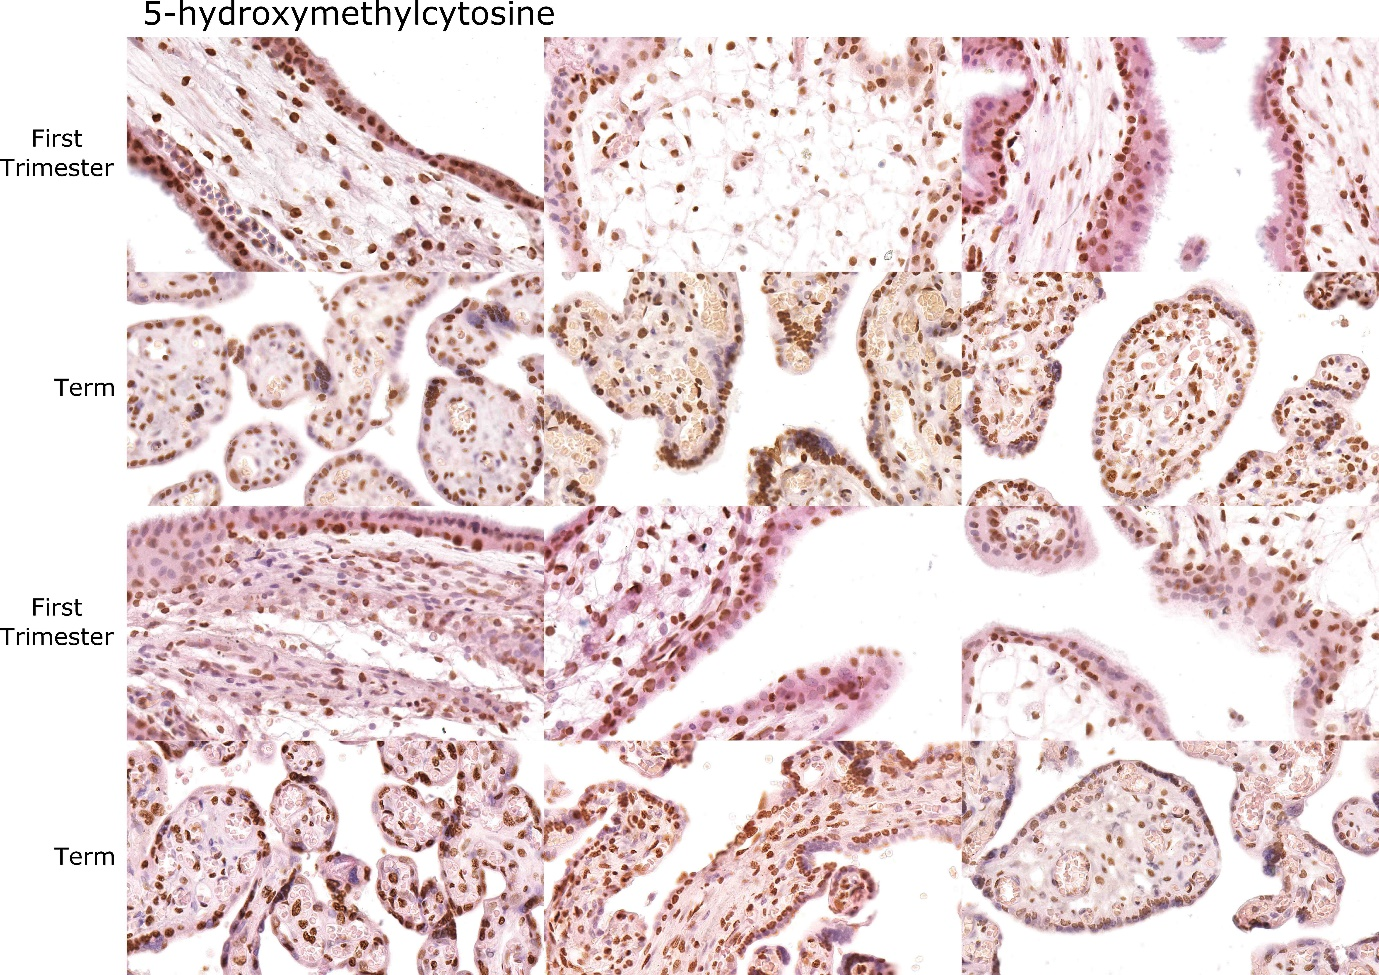 5-hydroxymethylcytosine
First
Trimester
Term
First
Trimester
Term